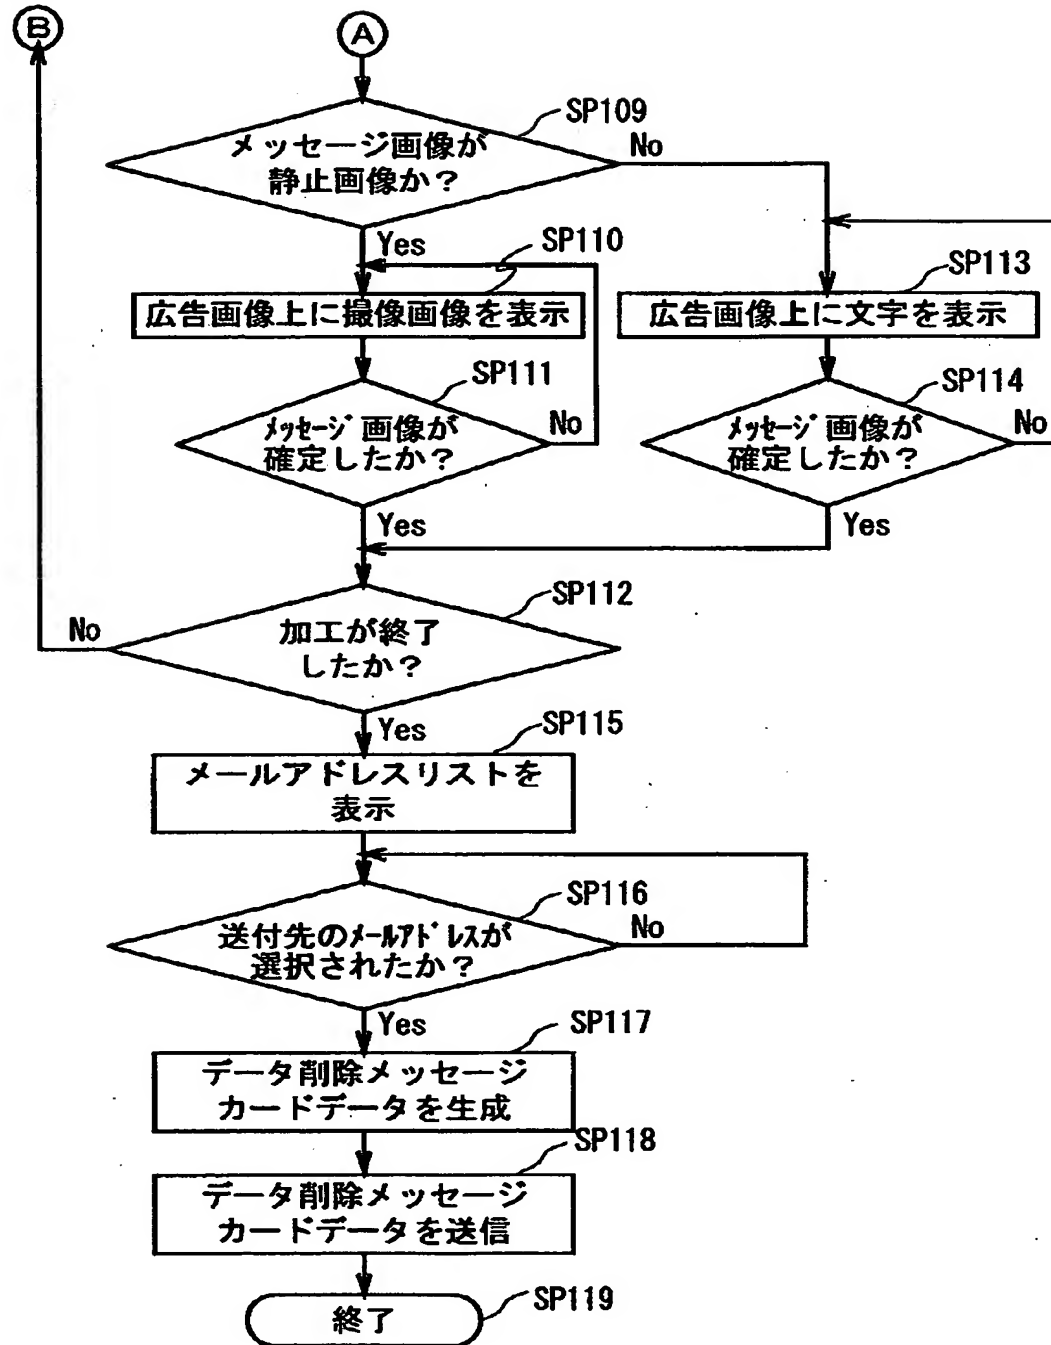 B
A
SP109
メッセージ画像が
静止画像か？
No
Yes
SP110
広告画像上に撮像画像を表示
SP113
広告画像上に文字を表示
SP111
メッセージ画像が
確定したか？
No
SP114
メッセージ画像が
確定したか？
No
Yes
Yes
SP112
加工が終了
したか？
No
Yes
SP115
メールアドレスリストを
表示
SP116
送付先のメールアドレスが
選択されたか？
No
Yes
SP117
データ削除メッセージ
カードデータを生成
SP118
データ削除メッセージ
カードデータを送信
SP119
終了